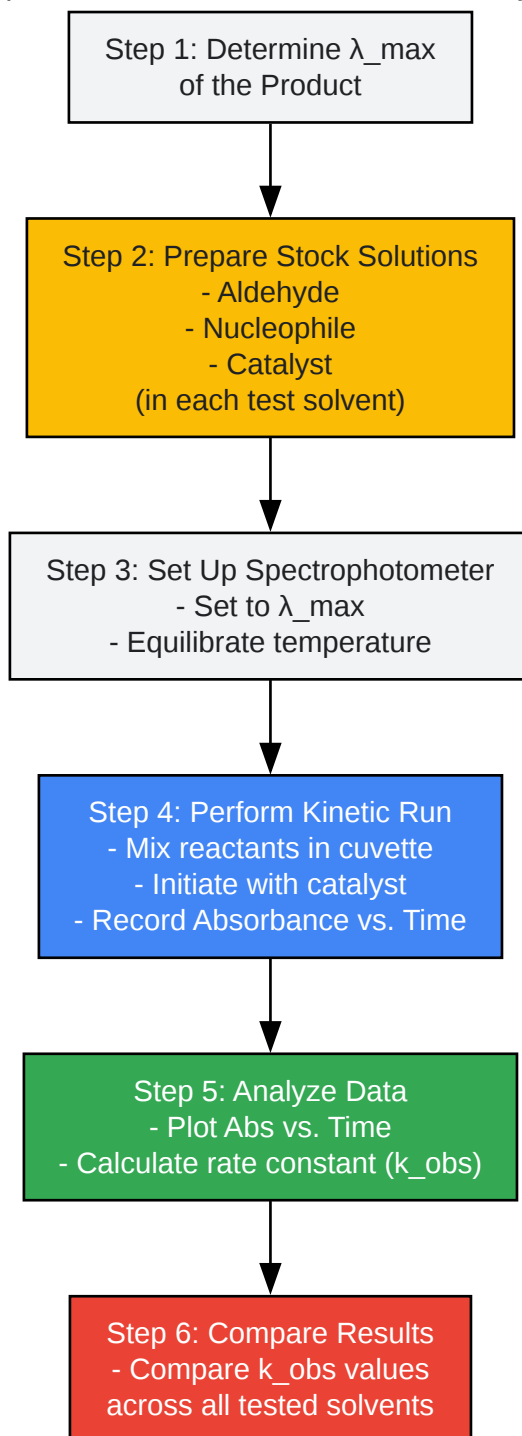 Step 1: Determine λ_max
of the Product
Step 2: Prepare Stock Solutions
- Aldehyde
- Nucleophile
- Catalyst
(in each test solvent)
Step 3: Set Up Spectrophotometer
- Set to λ_max
- Equilibrate temperature
Step 4: Perform Kinetic Run
- Mix reactants in cuvette
- Initiate with catalyst
- Record Absorbance vs. Time
Step 5: Analyze Data
- Plot Abs vs. Time
- Calculate rate constant (k_obs)
Step 6: Compare Results
- Compare k_obs values
across all tested solvents